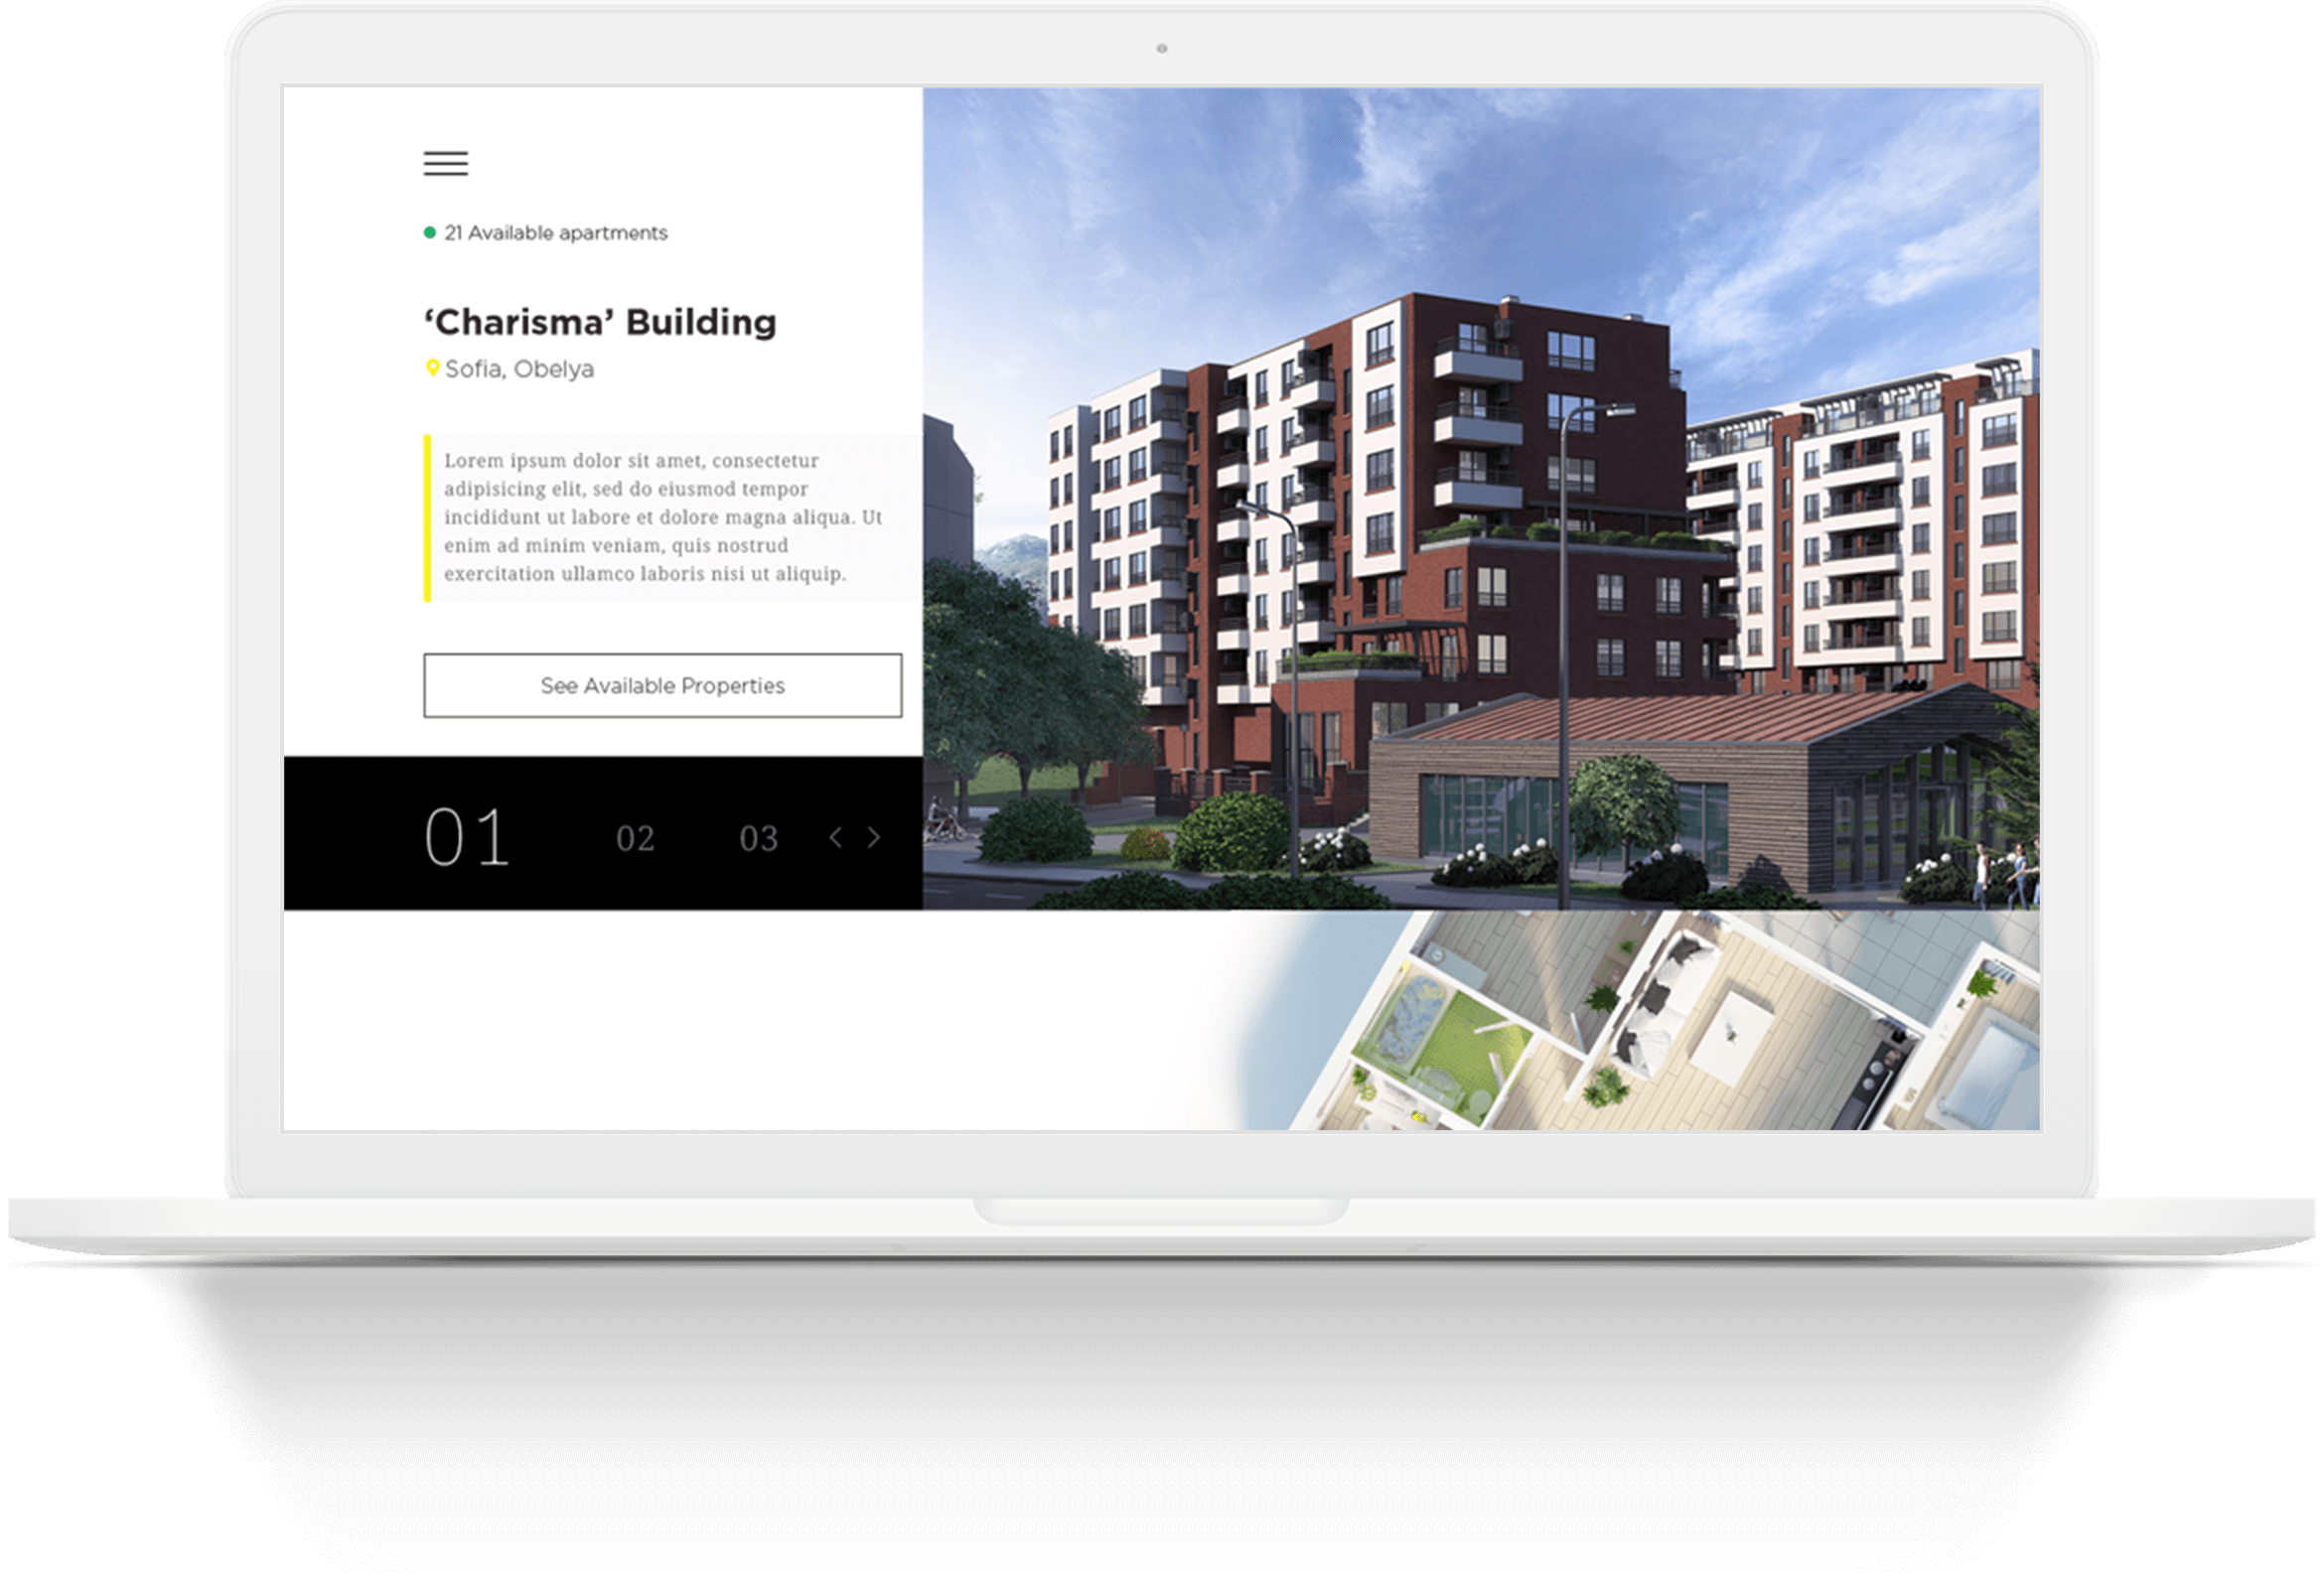 21 Available apartments
‘Charisma’ Building
Sofia, Obelya
Lorem ipsum dolor sit amet, consectetur
adipisicing elit, sed do eiusmod tempor
incididunt ut labore et dolore magna aliqua. Ut
enim ad minim veniam, quis nostrud
exercitation ullamco laboris nisi ut aliquip.
See Available Properties
01 02 03 < >